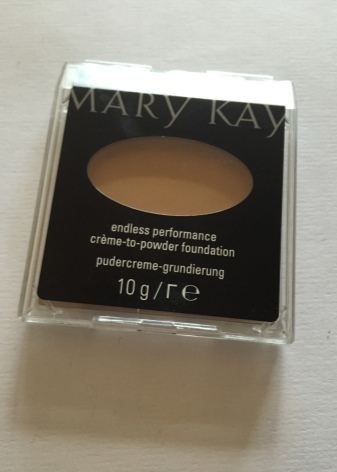 MARY KAY
endless performance
crème-to-powder foundation
pudercreme-grundierung
10 g / Г ℮